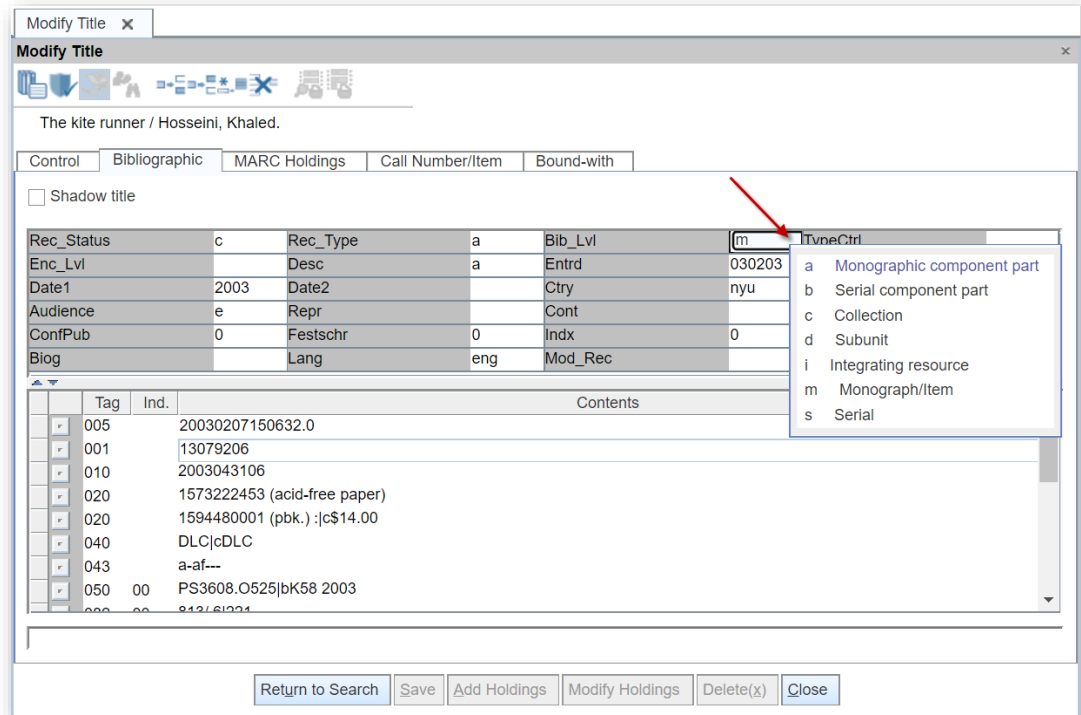 Modify Title x
Modify Title x
The kite runner / Hosseini, Khaled.
Control Bibliographic MARC Holdings Call Number/Item Bound-with
Shadow title
Rec_Status c Rec_Type a Bib_Lvl m TypeCtrl
Enc_Lvl Desc a Entrd 030203
Date1 2003 Date2 Ctry nyu
Audience e Repr Cont
ConfPub 0 Festschr 0 Indx 0
Biog Lang eng Mod_Rec
a Monographic component part
b Serial component part
c Collection
d Subunit
i Integrating resource
m Monograph/Item
s Serial
Tag Ind. Contents
005 20030207150632.0
001 13079206
010 2003043106
020 1573222453 (acid-free paper)
020 1594480001 (pbk.) :|c$14.00
040 DLC|cDLC
043 a-af---
050 00 PS3608.O525|bK58 2003
Return to Search Save Add Holdings Modify Holdings Delete(x) Close